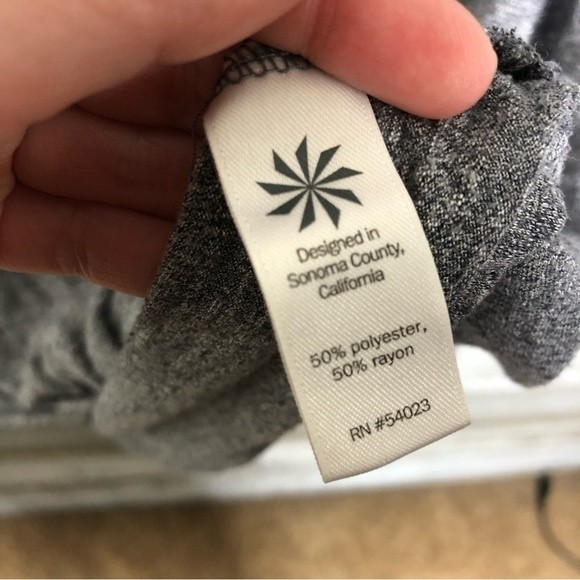 Designed in
Sonoma County,
California
50% polyester,
50% rayon
RN #54023